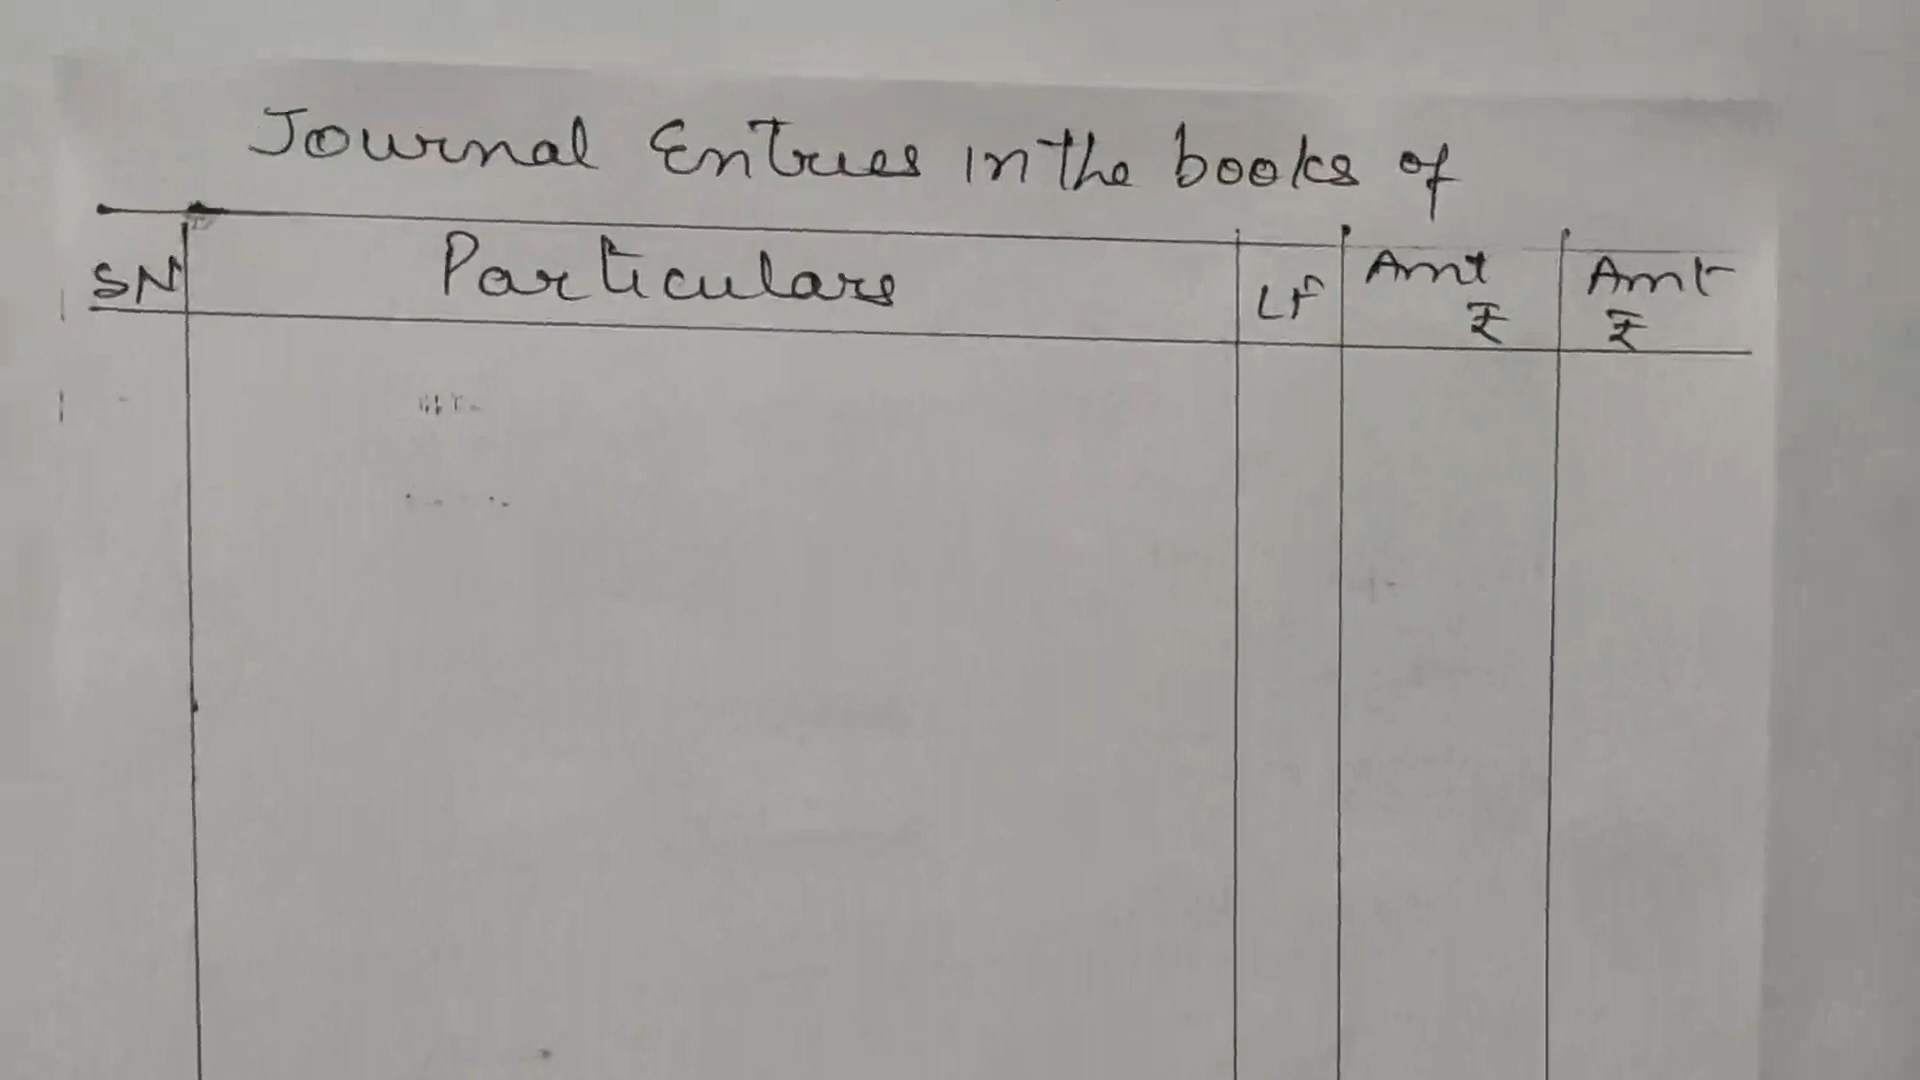 Journal Entries in the books of
SN Particulars LF Amt ₹ Amt ₹